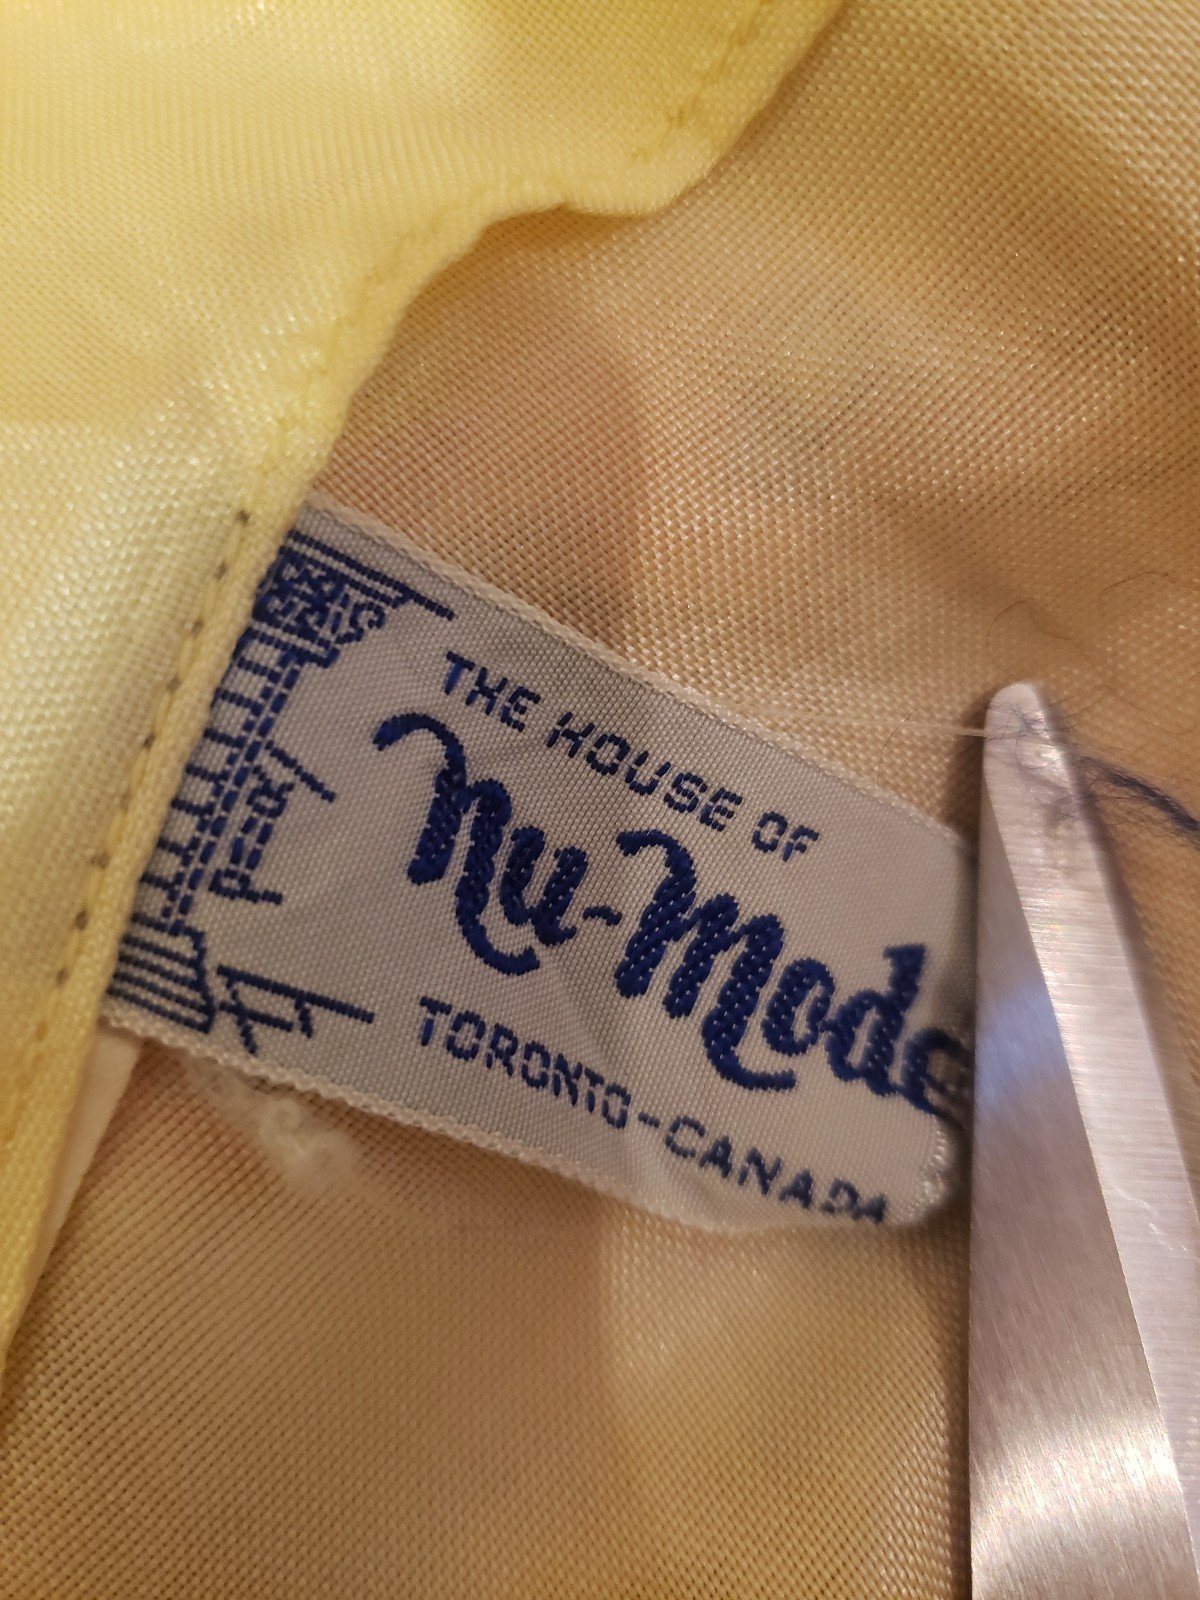 THE HOUSE OF
Nu-Mode
TORONTO-CANADA